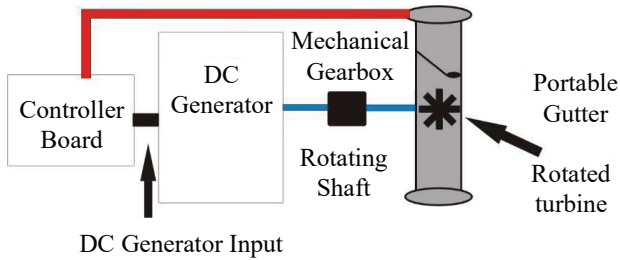 Mechanical
Gearbox
DC
Generator
Controller
Board
Portable
Gutter
Rotating
Shaft
Rotated
turbine
DC Generator Input